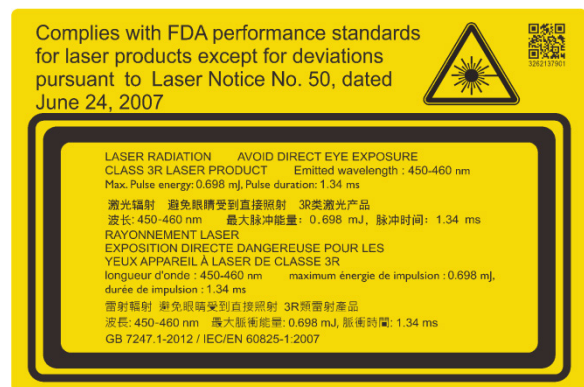 Complies with FDA performance standards
for laser products except for deviations
pursuant to Laser Notice No. 50, dated
June 24, 2007
3262137901
LASER RADIATION AVOID DIRECT EYE EXPOSURE
CLASS 3R LASER PRODUCT Emitted wavelength : 450-460 nm
Max. Pulse energy: 0.698 mJ, Pulse duration: 1.34 ms
激光辐射 避免眼睛受到直接照射 3R类激光产品
波长: 450-460 nm 最大脉冲能量: 0.698 mJ, 脉冲时间: 1.34 ms
RAYONNEMENT LASER
EXPOSITION DIRECTE DANGEREUSE POUR LES
YEUX APPAREIL À LASER DE CLASSE 3R
longueur d'onde : 450-460 nm maximum énergie de impulsion : 0.698 mJ,
durée de impulsion : 1.34 ms
雷射輻射 避免眼睛受到直接照射 3R類雷射產品
波長: 450-460 nm 最大脈衝能量: 0.698 mJ, 脈衝時間: 1.34 ms
GB 7247.1-2012 / IEC/EN 60825-1:2007